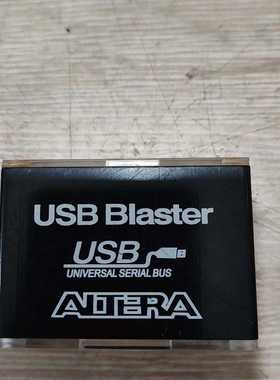 USB Blaster
USB
UNIVERSAL SERIAL BUS
ALTERA